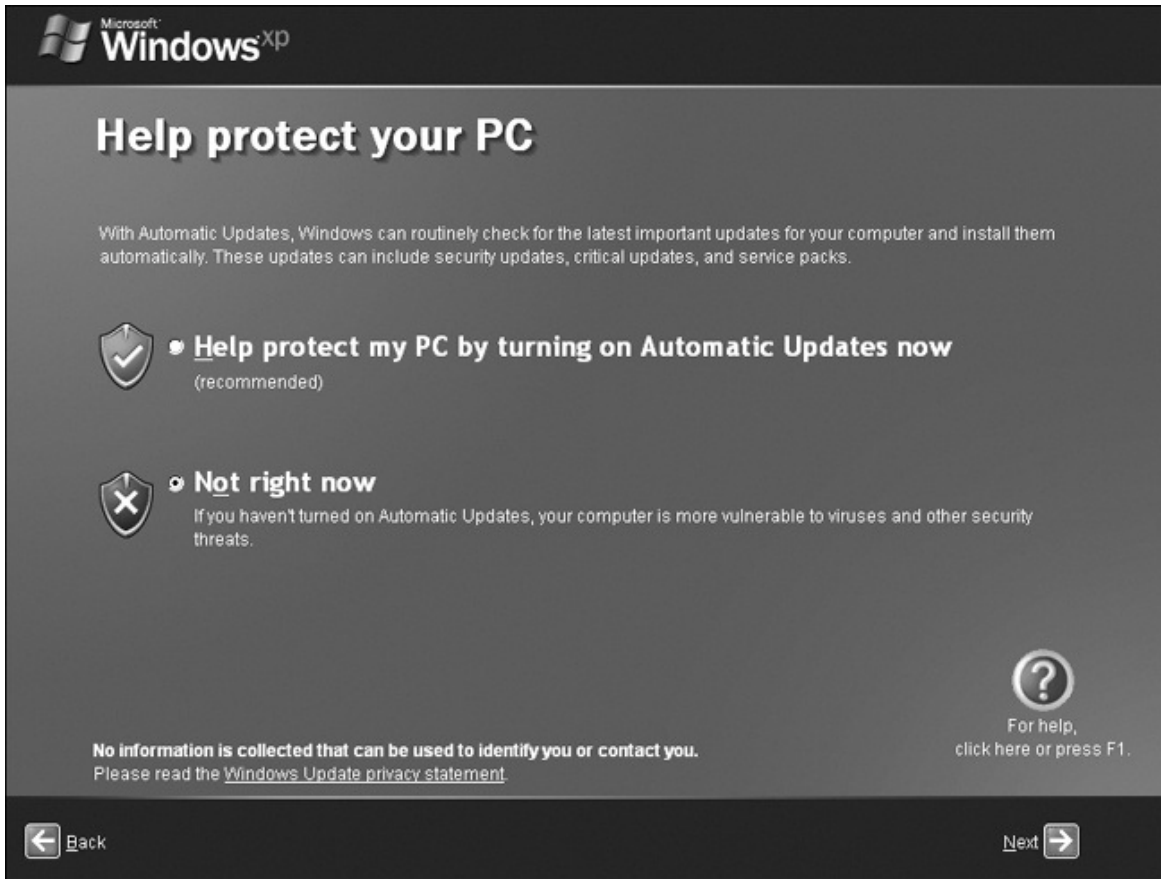 Microsoft
Windows xp
Help protect your PC
With Automatic Updates, Windows can routinely check for the latest important updates for your computer and install them
automatically. These updates can include security updates, critical updates, and service packs.
Help protect my PC by turning on Automatic Updates now
(recommended)
Not right now
If you haven't turned on Automatic Updates, your computer is more vulnerable to viruses and other security
threats.
For help,
click here or press F1.
No information is collected that can be used to identify you or contact you.
Please read the Windows Update privacy statement.
Back
Next